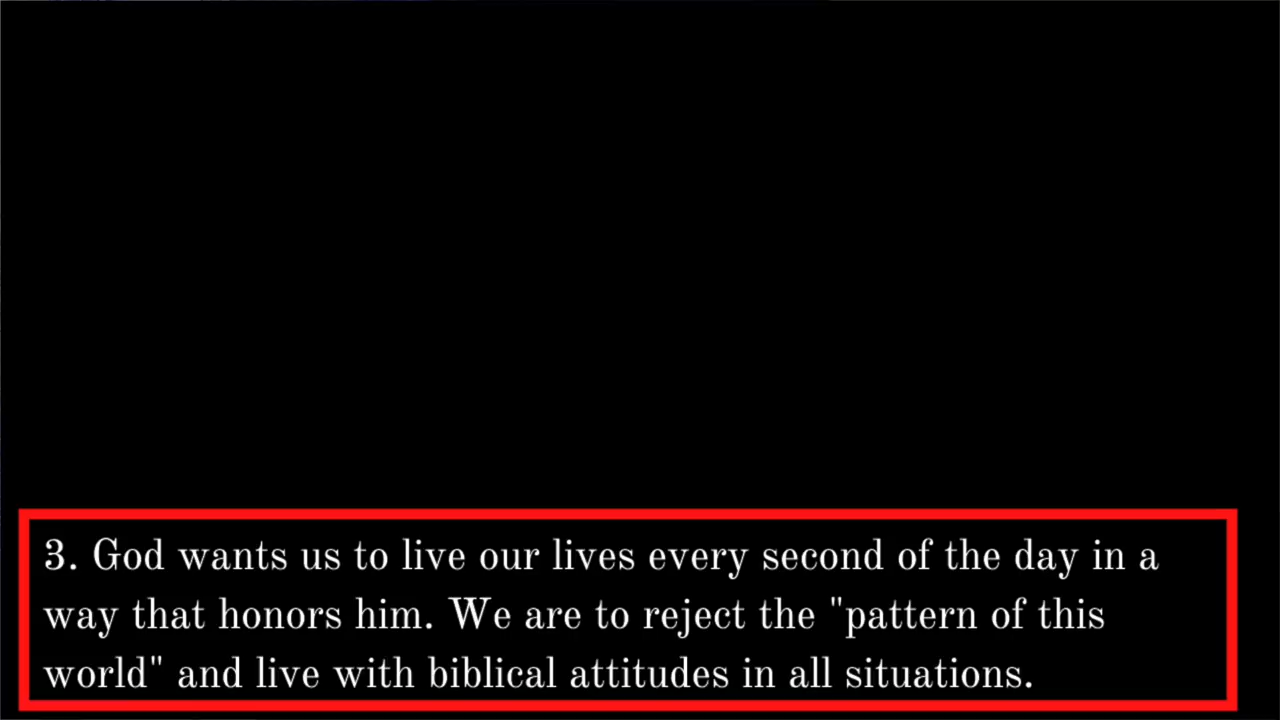 3. God wants us to live our lives every second of the day in a
way that honors him. We are to reject the "pattern of this
world" and live with biblical attitudes in all situations.